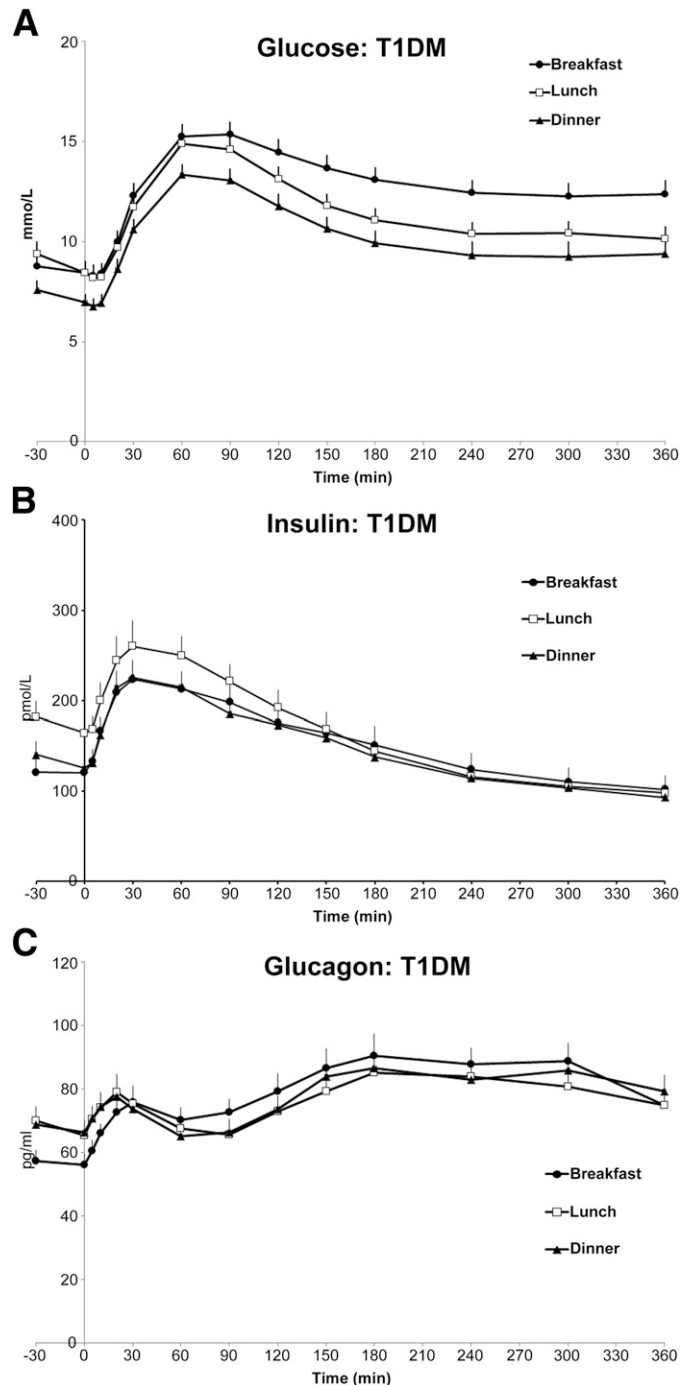 A
Glucose: T1DM
20
15
10
5
0
mmo/L
Breakfast
Lunch
Dinner
-30 0 30 60 90 120 150 180 210 240 270 300 330 360
Time (min)
B
Insulin: T1DM
400
300
200
100
0
pmol/L
Breakfast
Lunch
Dinner
-30 0 30 60 90 120 150 180 210 240 270 300 330 360
Time (min)
C
Glucagon: T1DM
120
100
80
60
40
20
0
pg/ml
Breakfast
Lunch
Dinner
-30 0 30 60 90 120 150 180 210 240 270 300 330 360
Time (min)